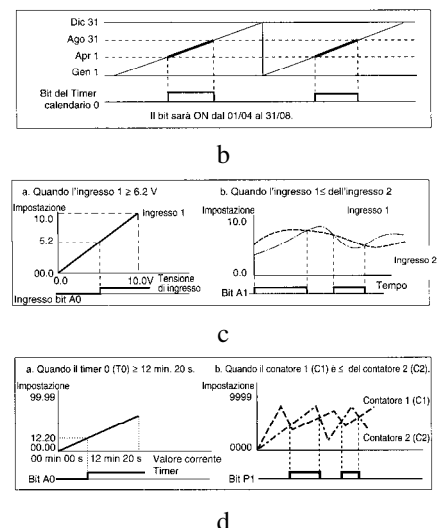 Dic 31
Ago 31
Apr 1
Gen 1
Bit del Timer
calendario 0
Il bit sarà ON dal 01/04 al 31/08.
b
a. Quando l'ingresso 1 ≥ 6.2 V
Impostazione
10.0
Ingresso 1
5.2
00.0
0.0
10.0V
Tensione
di ingresso
Ingresso bit A0
b. Quando l'ingresso 1≤ dell'ingresso 2
Impostazione
10.0
Ingresso 1
Ingresso 2
0.0
Tempo
Bit A1
c
a. Quando il timer 0 (T0) ≥ 12 min. 20 s.
Impostazione
99.99
12.20
00.00
00 min 00 s
12 min 20 s
Valore corrente
Timer
Bit A0
b. Quando il conatore 1 (C1) è ≤ del contatore 2 (C2).
Impostazione
9999
Contatore 1 (C1)
Contatore 2 (C2)
0000
Bit P1
d